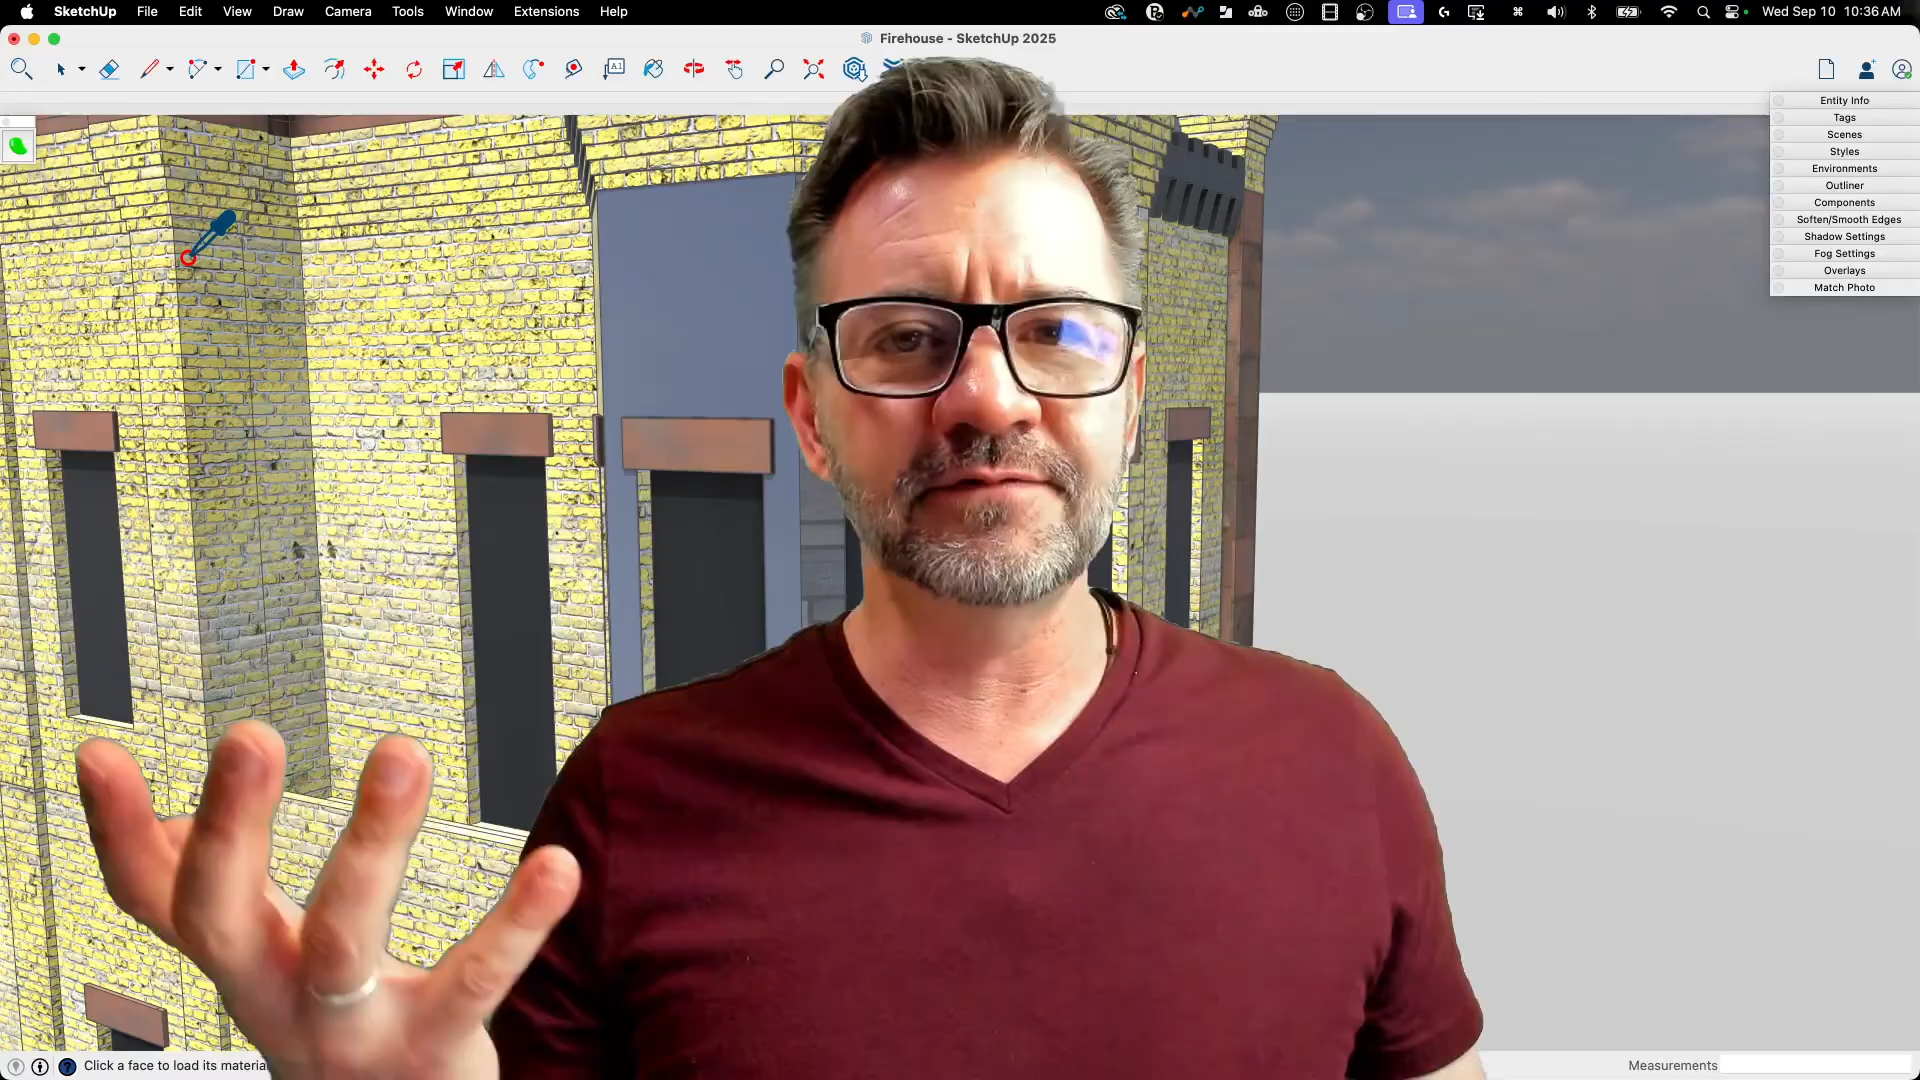 SketchUp File Edit View Draw Camera Tools Window Extensions Help
Wed Sep 10 10:36 AM
Firehouse - SketchUp 2025
A1
Entity Info
Tags
Scenes
Styles
Environments
Outliner
Components
Soften/Smooth Edges
Shadow Settings
Fog Settings
Overlays
Match Photo
Click a face to load its materia
Measurements